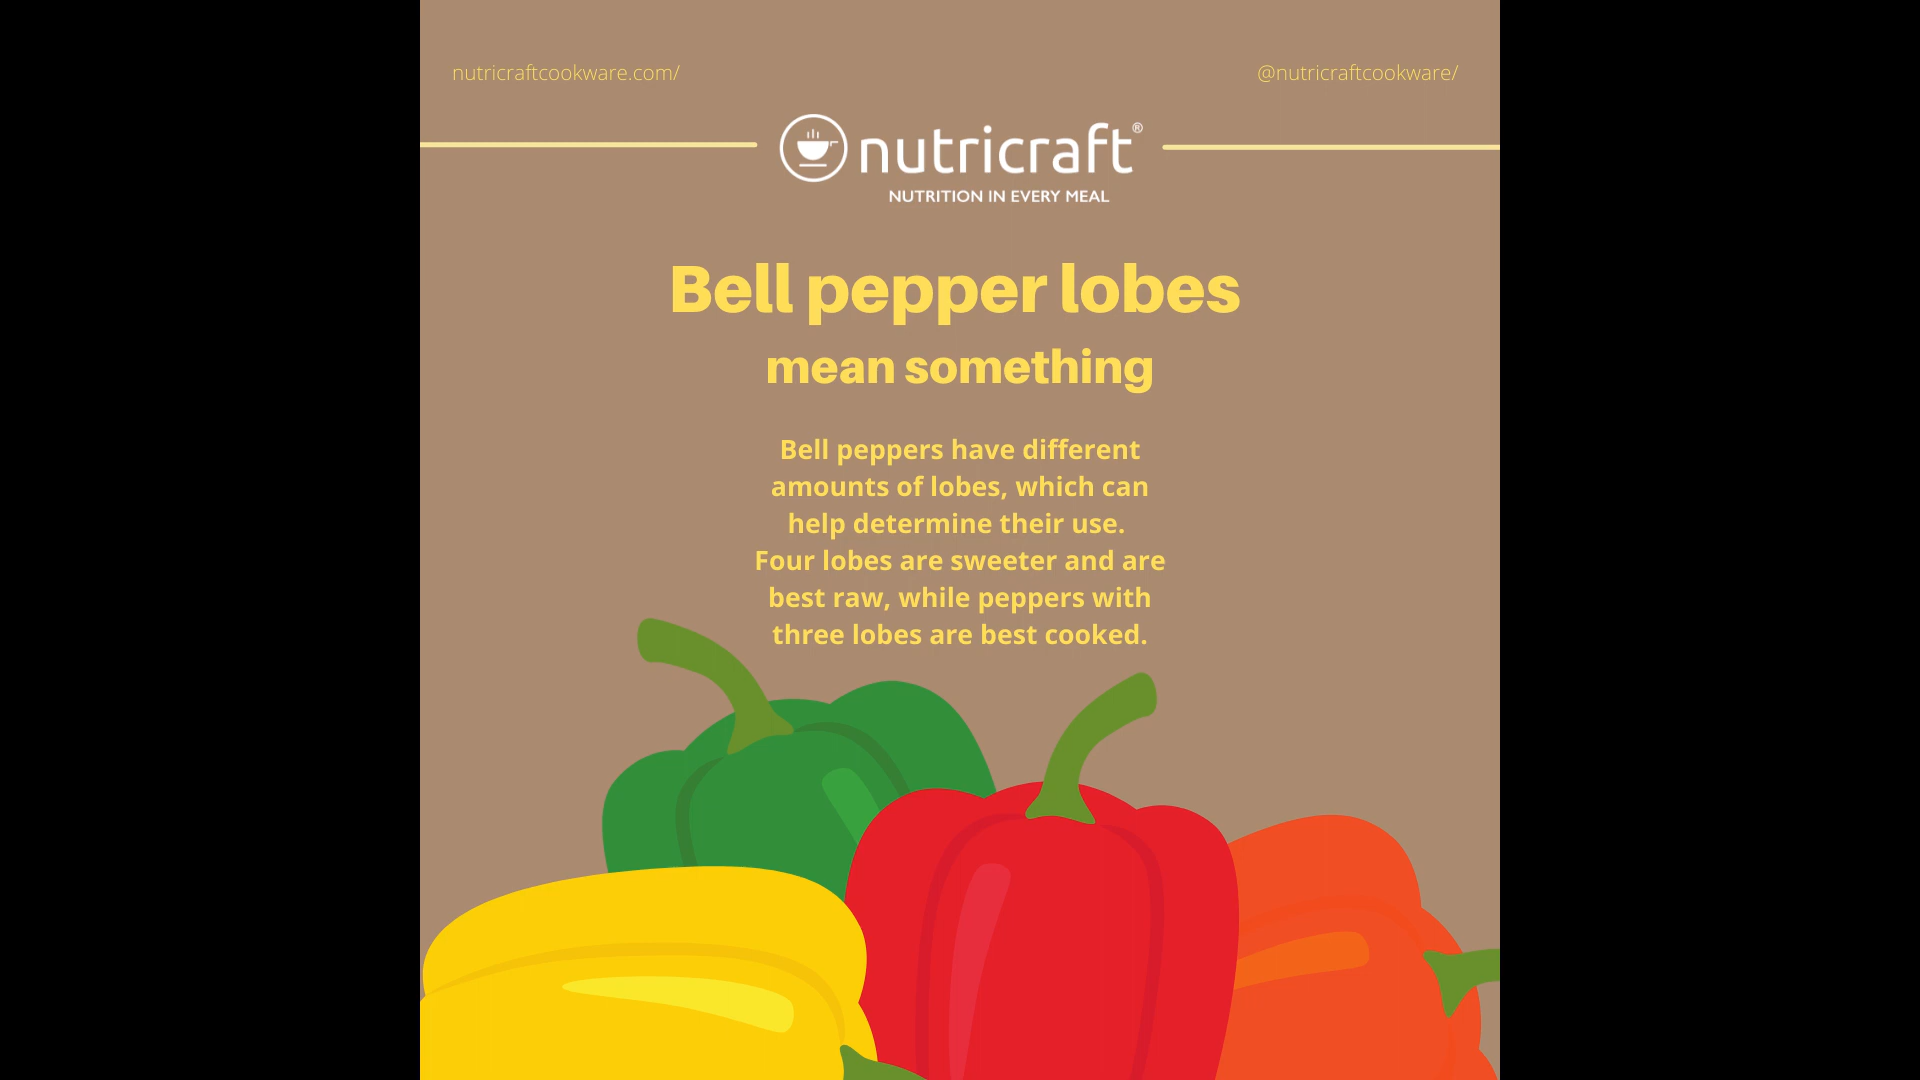 nutricraftcookware.com/
@nutricraftcookware/
nutricraft®
NUTRITION IN EVERY MEAL
Bell pepper lobes
mean something
Bell peppers have different
amounts of lobes, which can
help determine their use.
Four lobes are sweeter and are
best raw, while peppers with
three lobes are best cooked.